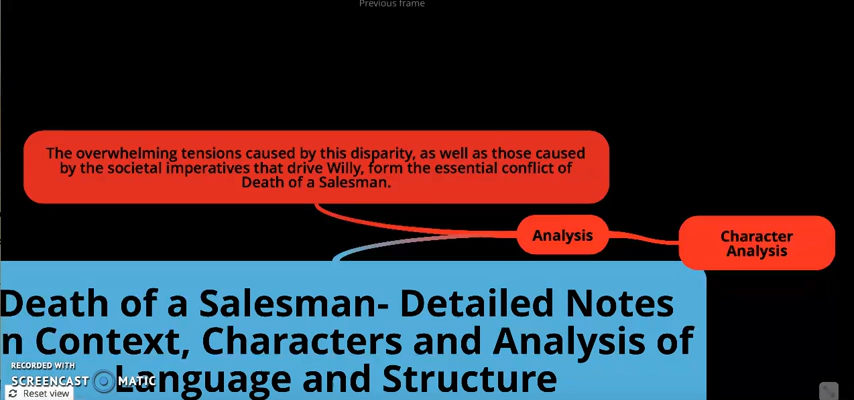 Previous frame
The overwhelming tensions caused by this disparity, as well as those caused
by the societal imperatives that drive Willy, form the essential conflict of
Death of a Salesman.
Analysis
Character
Analysis
Death of a Salesman- Detailed Notes
n Context, Characters and Analysis of
Language and Structure
RECORDED WITH
SCREENCAST MATIC
Reset view